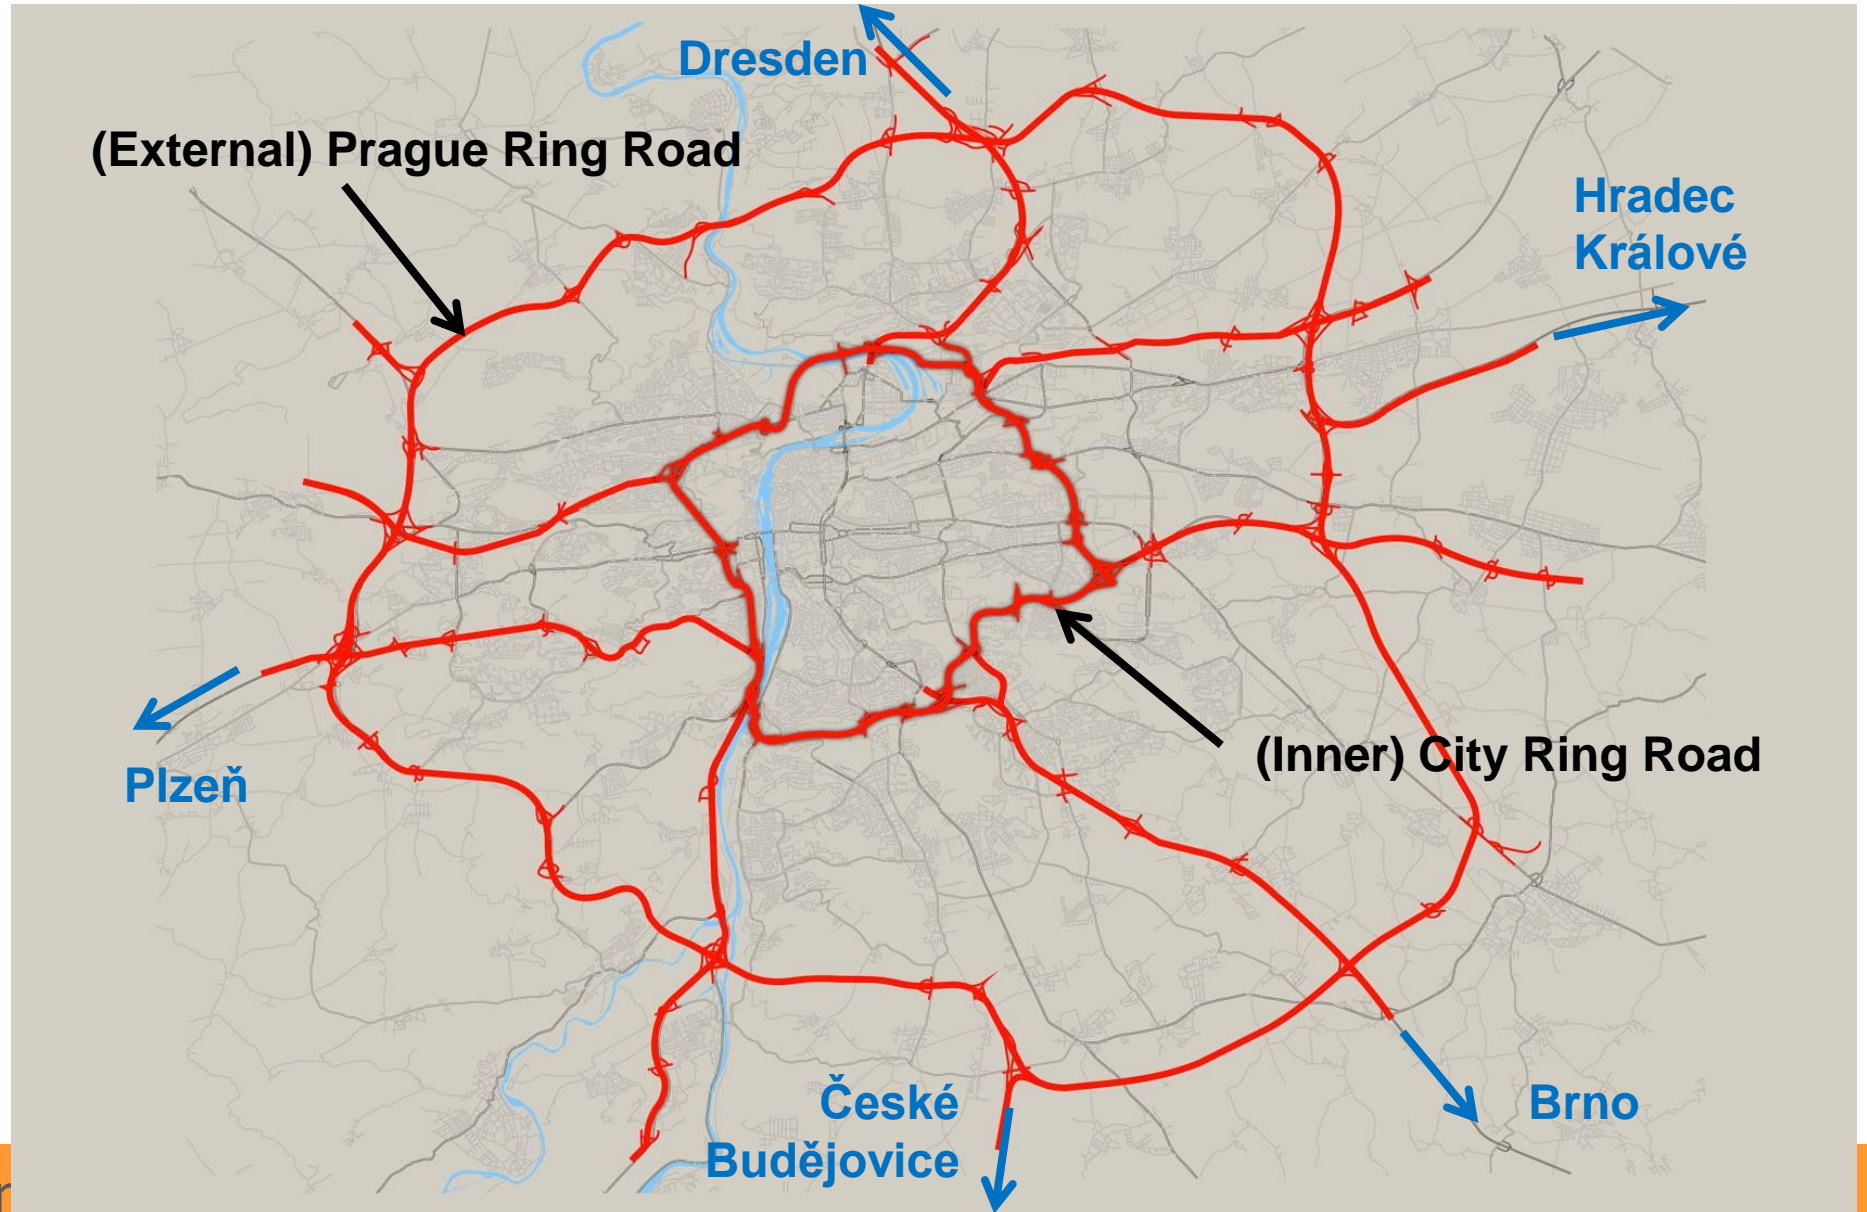 Dresden
(External) Prague Ring Road
Hradec
Králové
(Inner) City Ring Road
Plzeň
České
Budějovice
Brno